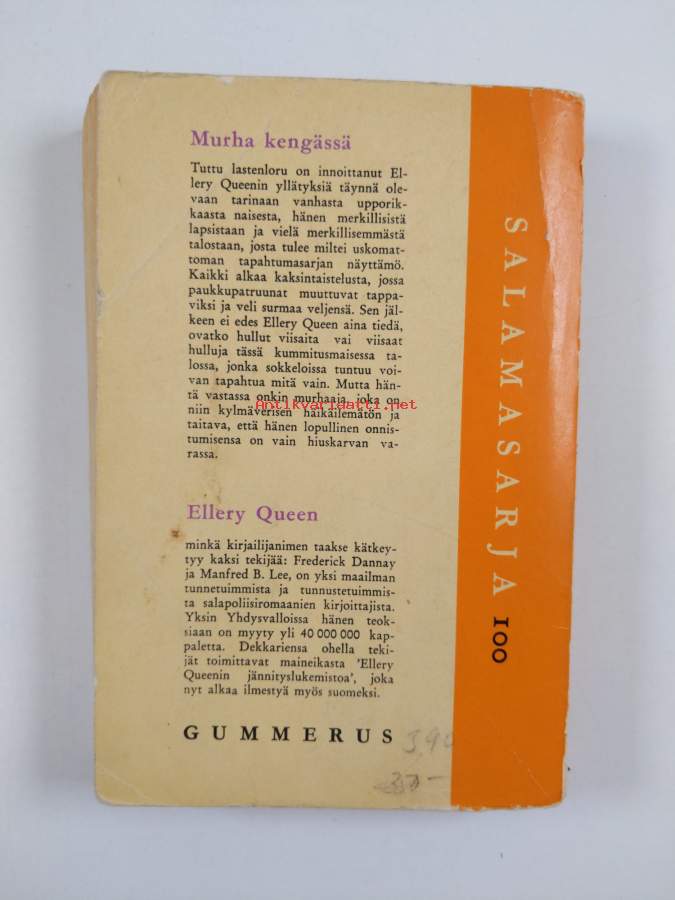 Murha kengässä
Tuttu lastenloru on innoittanut El-
lery Queenin yllätyksiä täynnä ole-
vaan tarinaan vanhasta upporik-
kaasta naisesta, hänen merkillisistä
lapsistaan ja vielä merkillisemmästä
talostaan, josta tulee miltei uskomat-
toman tapahtumasarjan näyttämö.
Kaikki alkaa kaksintaistelusta, jossa
paukkupatruunat muuttuvat tappa-
viksi ja veli surmaa veljensä. Sen jäl-
keen ei edes Ellery Queen aina tiedä,
ovatko hullut viisaita vai viisaat
hulluja tässä kummitusmaisessa ta-
lossa, jonka sokkeloissa tuntuu voi-
van tapahtua mitä vain. Mutta hän-
tä vastassa onkin murhaaja, joka on
Antikvariaatti.net
niin kylmäverisen häikäilemätön ja
taitava, että hänen lopullinen onnis-
tumisensa on vain hiuskarvan va-
rassa.
Ellery Queen
minkä kirjailijanimen taakse kätkey-
tyy kaksi tekijää: Frederick Dannay
ja Manfred B. Lee, on yksi maailman
tunnetuimmista ja tunnustetuimmis-
ta salapoliisiromaanien kirjoittajista.
Yksin Yhdysvalloissa hänen teok-
siaan on myyty yli 40 000 000 kap-
paletta. Dekkariensa ohella teki-
jät toimittavat maineikasta 'Ellery
Queenin jännityslukemistoa', joka
nyt alkaa ilmestyä myös suomeksi.
GUMMERUS
SALAMASARJA 100